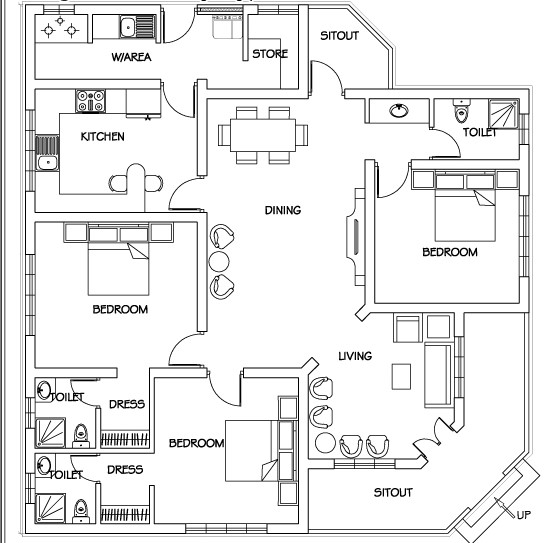 SITOUT
STORE
W/AREA
KITCHEN
TOILET
DINING
BEDROOM
BEDROOM
LIVING
TOILET
DRESS
BEDROOM
TOILET
DRESS
SITOUT
UP